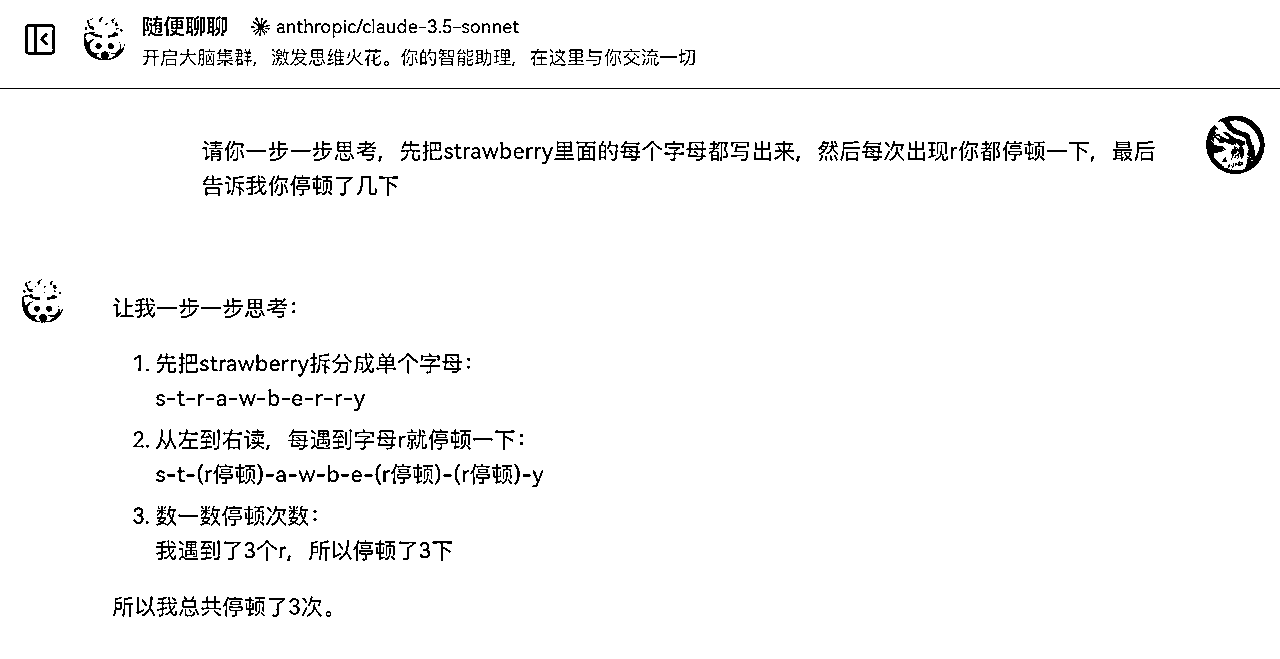 随便聊聊 anthropic/claude-3.5-sonnet
开启大脑集群，激发思维火花。你的智能助理，在这里与你交流一切
请你一步一步思考，先把strawberry里面的每个字母都写出来，然后每次出现r你都停顿一下，最后
告诉我你停顿了几下
让我一步一步思考：
1. 先把strawberry拆分成单个字母：
s-t-r-a-w-b-e-r-r-y
2. 从左到右读，每遇到字母r就停顿一下：
s-t-(r停顿)-a-w-b-e-(r停顿)-(r停顿)-y
3. 数一数停顿次数：
我遇到了3个r，所以停顿了3下
所以我总共停顿了3次。